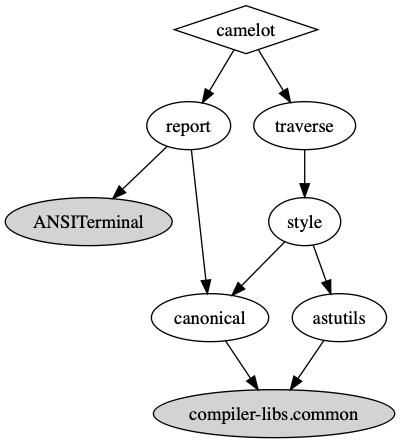 camelot
report
traverse
ANSITerminal
style
canonical
astutils
compiler-libs.common